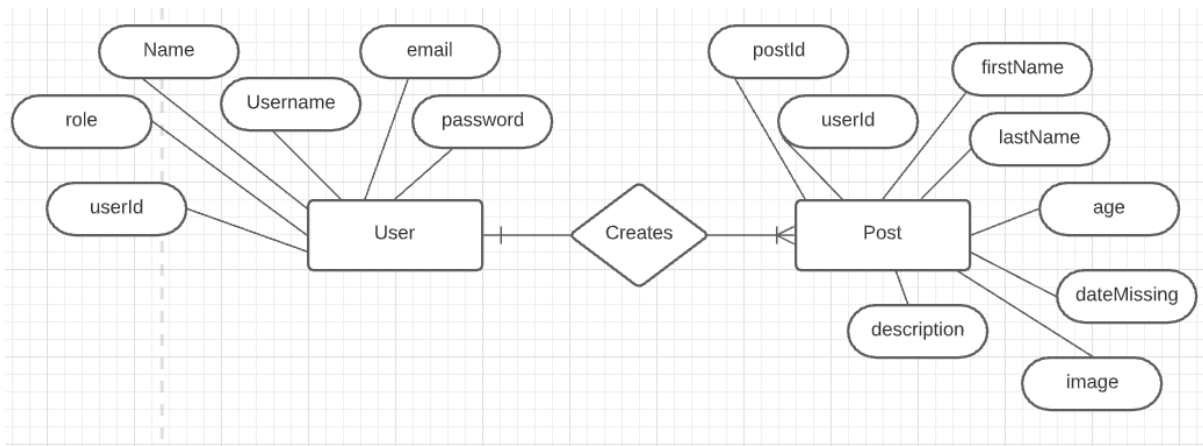 Name
email
postId
firstName
Username
role
password
userId
lastName
userId
age
User
Creates
Post
dateMissing
description
image